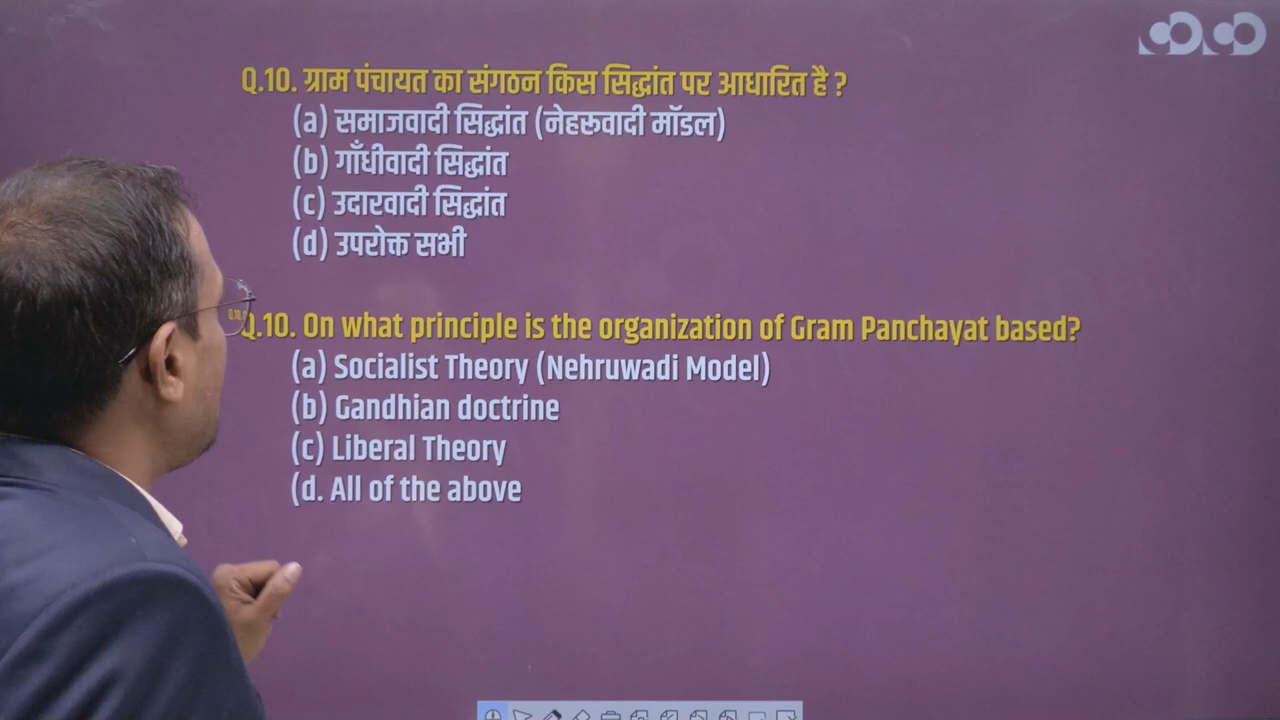 Q.10. ग्राम पंचायत का संगठन किस सिद्धांत पर आधारित है ?
(a) समाजवादी सिद्धांत (नेहरूवादी मॉडल)
(b) गाँधीवादी सिद्धांत
(c) उदारवादी सिद्धांत
(d) उपरोक्त सभी
Q.10. On what principle is the organization of Gram Panchayat based?
(a) Socialist Theory (Nehruwadi Model)
(b) Gandhian doctrine
(c) Liberal Theory
(d. All of the above